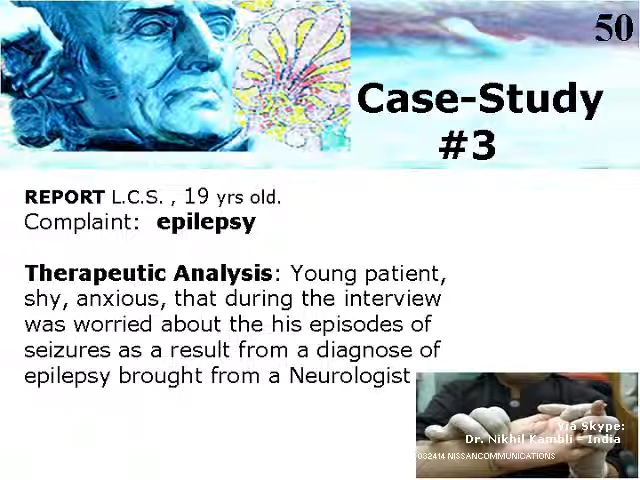 50
Case-Study
#3
REPORT L.C.S. , 19 yrs old.
Complaint: epilepsy
Therapeutic Analysis: Young patient,
shy, anxious, that during the interview
was worried about the his episodes of
seizures as a result from a diagnose of
epilepsy brought from a Neurologist
Via Skype:
Dr. Nikhil Kambli - India
032414 NISSANCOMMUNICATIONS